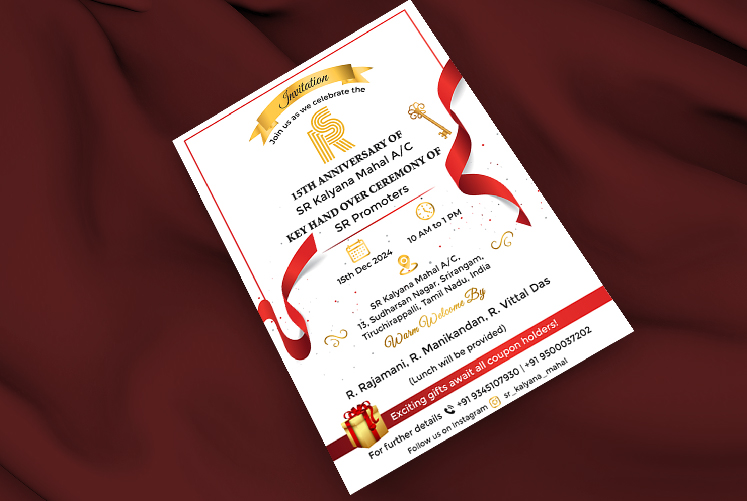 Invitation
Join us as we celebrate the
SR
15TH ANNIVERSARY OF
SR Kalyana Mahal A/C
KEY HAND OVER CEREMONY OF
SR Promoters
15th Dec 2024
10 AM to 1 PM
SR Kalyana Mahal A/C,
13, Sudharsan Nagar, Srirangam,
Tiruchirappalli, Tamil Nadu, India
Warm Welcome By
R. Rajamani, R. Manikandan, R. Vittal Das
(Lunch will be provided)
Exciting gifts await all coupon holders!
For further details +91 9345107930 | +91 9500037202
Follow us on Instagram sr_kalyana_mahal